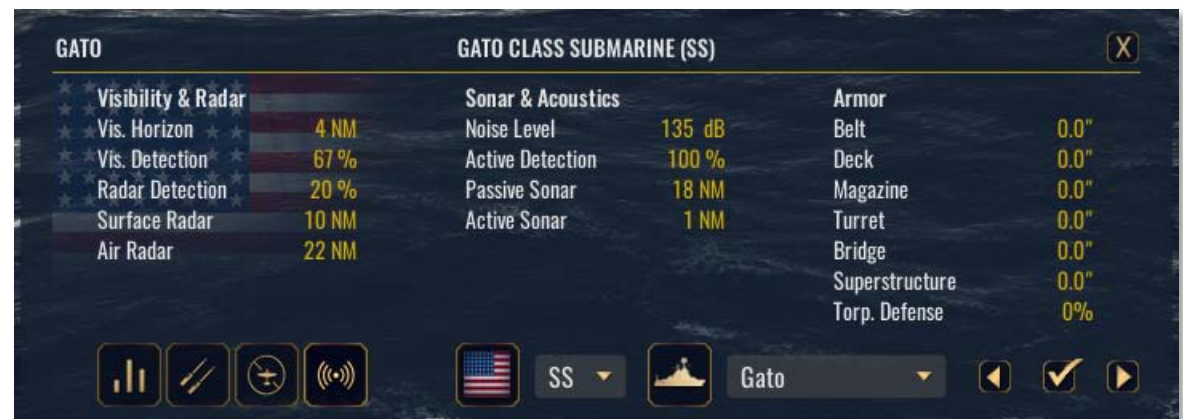 GATO GATO CLASS SUBMARINE (SS) X
Visibility & Radar Sonar & Acoustics Armor
Vis. Horizon 4 NM Noise Level 135 dB Belt 0.0"
Vis. Detection 67 % Active Detection 100 % Deck 0.0"
Radar Detection 20 % Passive Sonar 18 NM Magazine 0.0"
Surface Radar 10 NM Active Sonar 1 NM Turret 0.0"
Air Radar 22 NM Bridge 0.0"
Superstructure 0.0"
Torp. Defense 0%
SS Gato